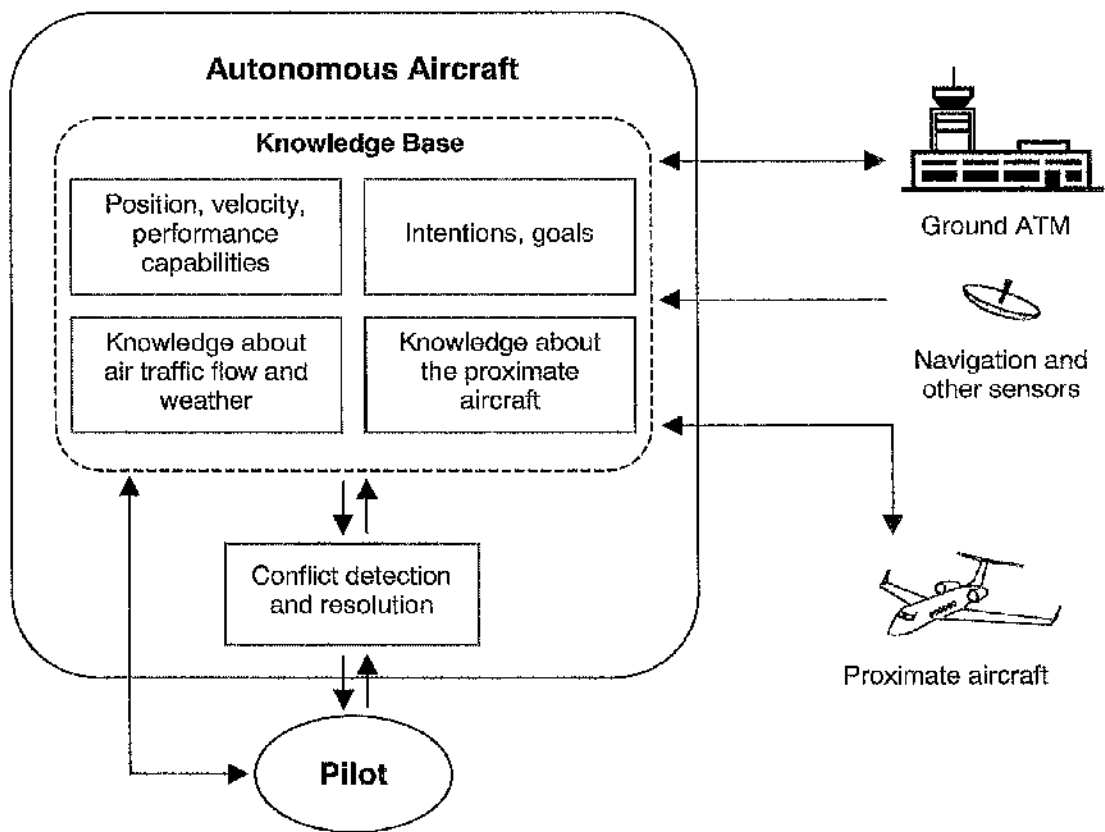 Autonomous Aircraft
Knowledge Base
Position, velocity,
performance
capabilities
Intentions, goals
Knowledge about
air traffic flow and
weather
Knowledge about
the proximate
aircraft
Conflict detection
and resolution
Pilot
Ground ATM
Navigation and
other sensors
Proximate aircraft